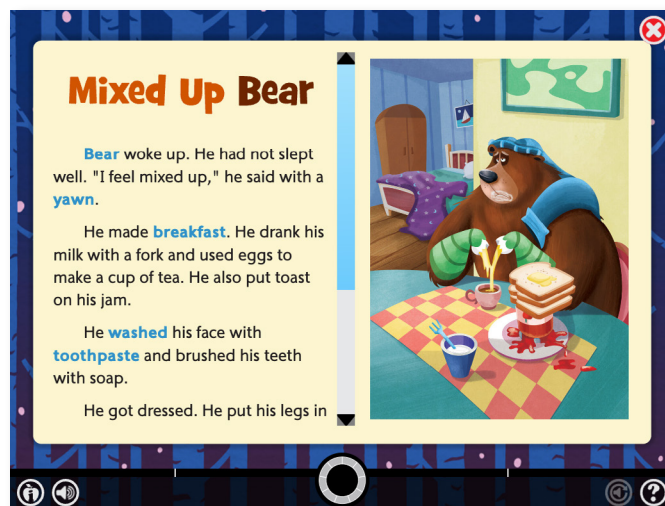 Mixed Up Bear
Bear woke up. He had not slept
well. "I feel mixed up," he said with a
yawn.
He made breakfast. He drank his
milk with a fork and used eggs to
make a cup of tea. He also put toast
on his jam.
He washed his face with
toothpaste and brushed his teeth
with soap.
He got dressed. He put his legs in
i
?